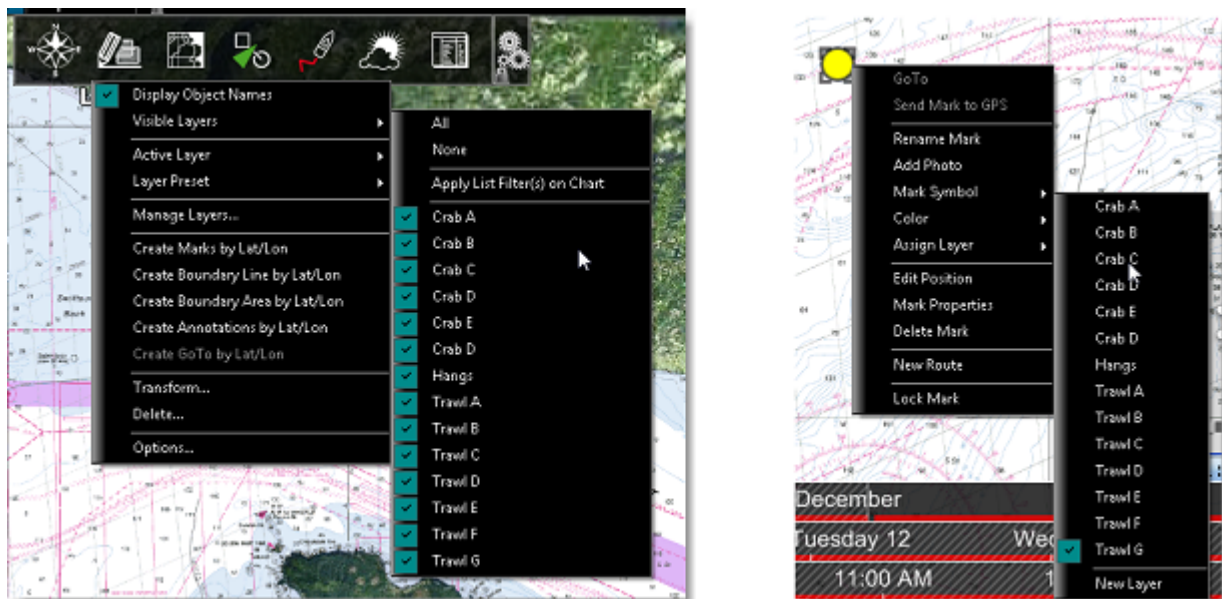 Display Object Names
Visible Layers
Active Layer
Layer Preset
Manage Layers...
Create Marks by Lat/Lon
Create Boundary Line by Lat/Lon
Create Boundary Area by Lat/Lon
Create Annotations by Lat/Lon
Create GoTo by Lat/Lon
Transform...
Delete...
Options...
All
None
Apply List Filter(s) on Chart
Crab A
Crab B
Crab C
Crab D
Crab E
Crab D
Hangs
Trawl A
Trawl B
Trawl C
Trawl D
Trawl E
Trawl F
Trawl G
GoTo
Send Mark to GPS
Rename Mark
Add Photo
Mark Symbol
Color
Assign Layer
Edit Position
Mark Properties
Delete Mark
New Route
Lock Mark
Crab A
Crab B
Crab C
Crab D
Crab E
Crab D
Hangs
Trawl A
Trawl B
Trawl C
Trawl D
Trawl E
Trawl F
Trawl G
New Layer
December
Tuesday 12
11:00 AM